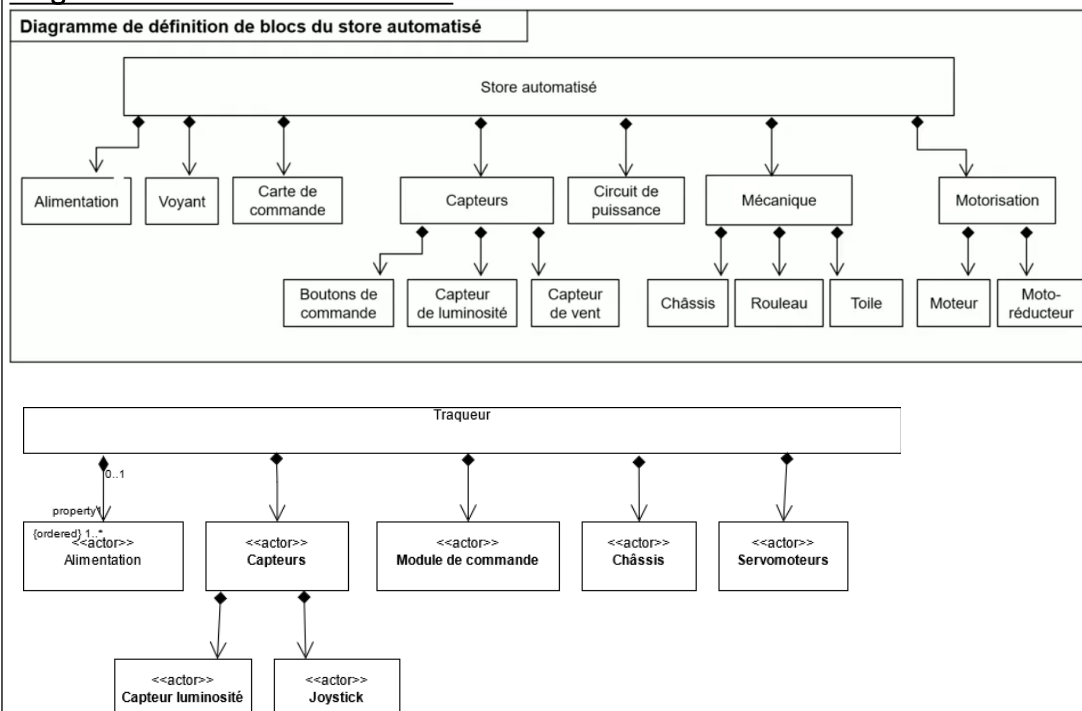 Diagramme de définition de blocs du store automatisé
Store automatisé
Alimentation
Voyant
Carte de
commande
Capteurs
Circuit de
puissance
Mécanique
Motorisation
Boutons de
commande
Capteur
de luminosité
Capteur
de vent
Châssis
Rouleau
Toile
Moteur
Moto-
réducteur
Traqueur
0..1
property1
{ordered} 1..*
<<actor>>
Alimentation
<<actor>>
Capteurs
<<actor>>
Module de commande
<<actor>>
Châssis
<<actor>>
Servomoteurs
<<actor>>
Capteur luminosité
<<actor>>
Joystick